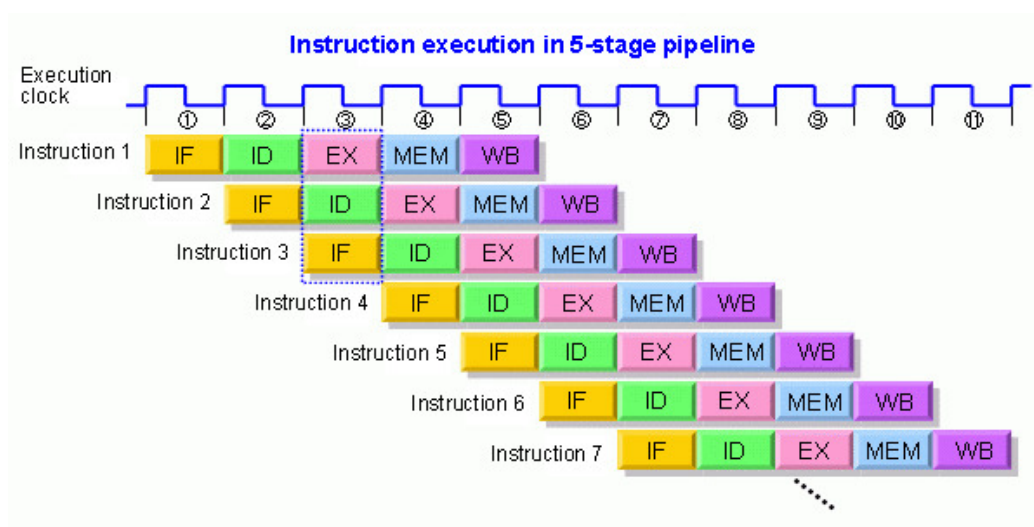 Instruction execution in 5-stage pipeline
Execution
clock
① ② ③ ④ ⑤ ⑥ ⑦ ⑧ ⑨ ⑩ ⑪
Instruction 1 IF ID EX MEM WB
Instruction 2 IF ID EX MEM WB
Instruction 3 IF ID EX MEM WB
Instruction 4 IF ID EX MEM WB
Instruction 5 IF ID EX MEM WB
Instruction 6 IF ID EX MEM WB
Instruction 7 IF ID EX MEM WB